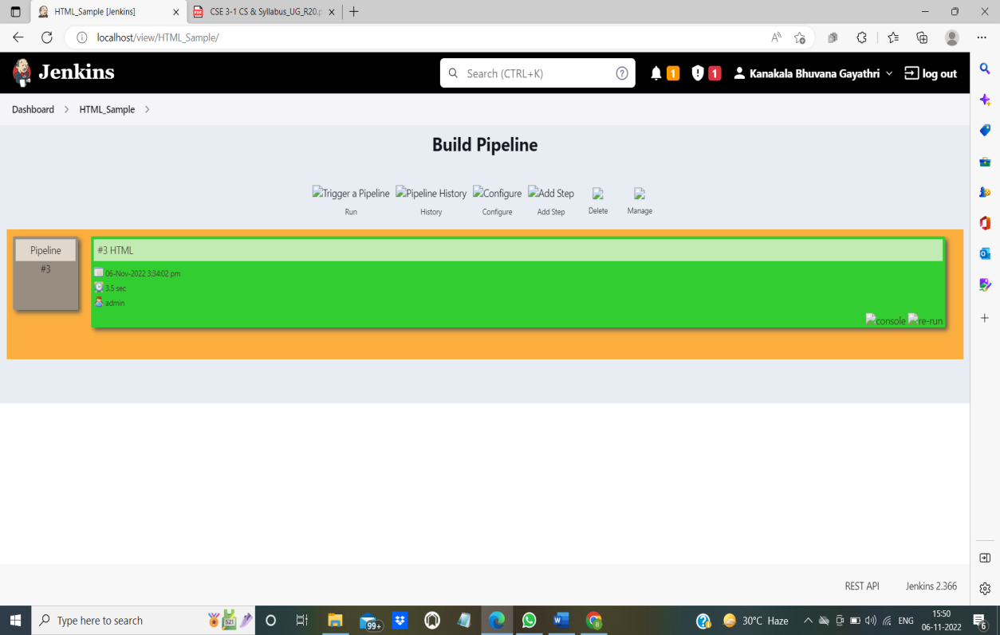 HTML_Sample [Jenkins]
CSE 3-1 CS & Syllabus_UG_R20.p
localhost/view/HTML_Sample/
Jenkins
Search (CTRL+K)
1
1
Kanakala Bhuvana Gayathri
log out
Dashboard
HTML_Sample
Build Pipeline
Trigger a Pipeline
Pipeline History
Configure
Add Step
Run
History
Configure
Add Step
Delete
Manage
Pipeline
#3
#3 HTML
06-Nov-2022 3:34:02 pm
3.5 sec
admin
console
re-run
REST API
Jenkins 2.366
Type here to search
521
99+
30°C Haze
ENG
15:50
06-11-2022
6